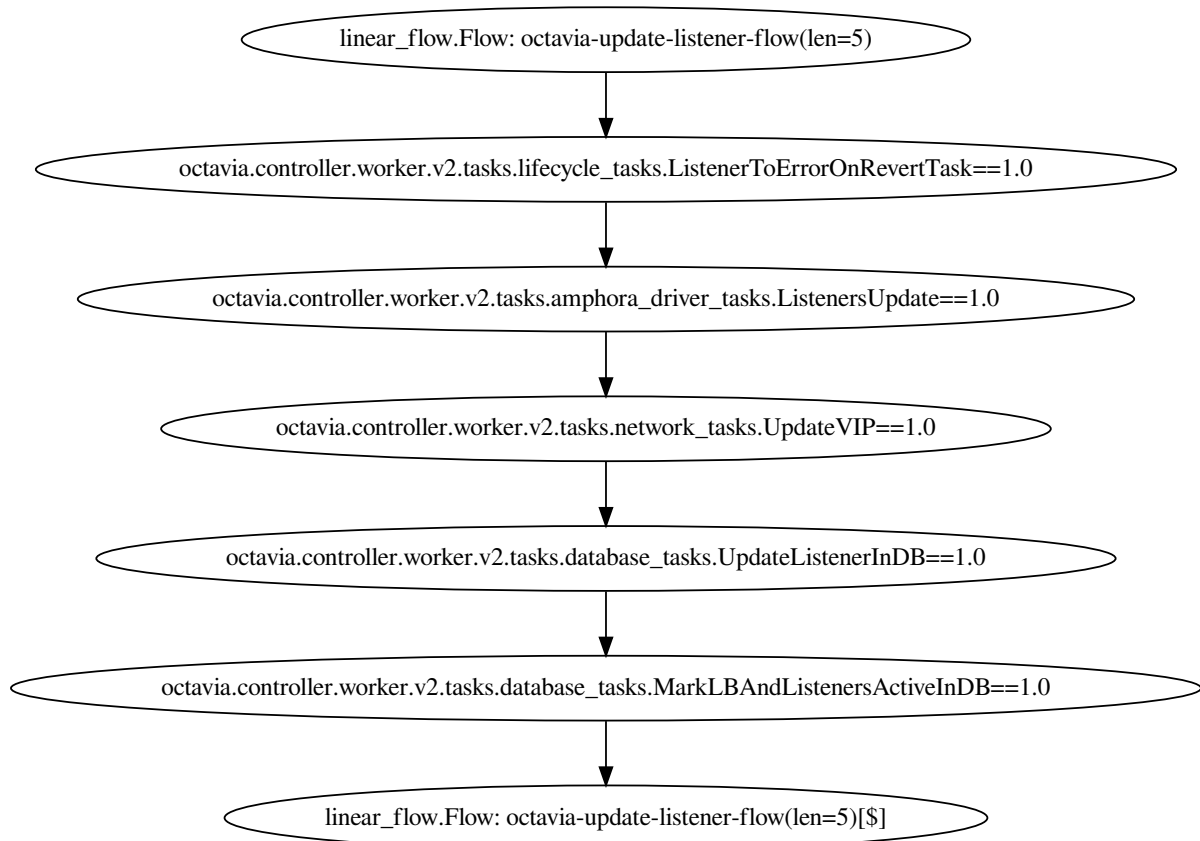 linear_flow.Flow: octavia-update-listener-flow(len=5)
octavia.controller.worker.v2.tasks.lifecycle_tasks.ListenerToErrorOnRevertTask==1.0
octavia.controller.worker.v2.tasks.amphora_driver_tasks.ListenersUpdate==1.0
octavia.controller.worker.v2.tasks.network_tasks.UpdateVIP==1.0
octavia.controller.worker.v2.tasks.database_tasks.UpdateListenerInDB==1.0
octavia.controller.worker.v2.tasks.database_tasks.MarkLBAndListenersActiveInDB==1.0
linear_flow.Flow: octavia-update-listener-flow(len=5)[$]